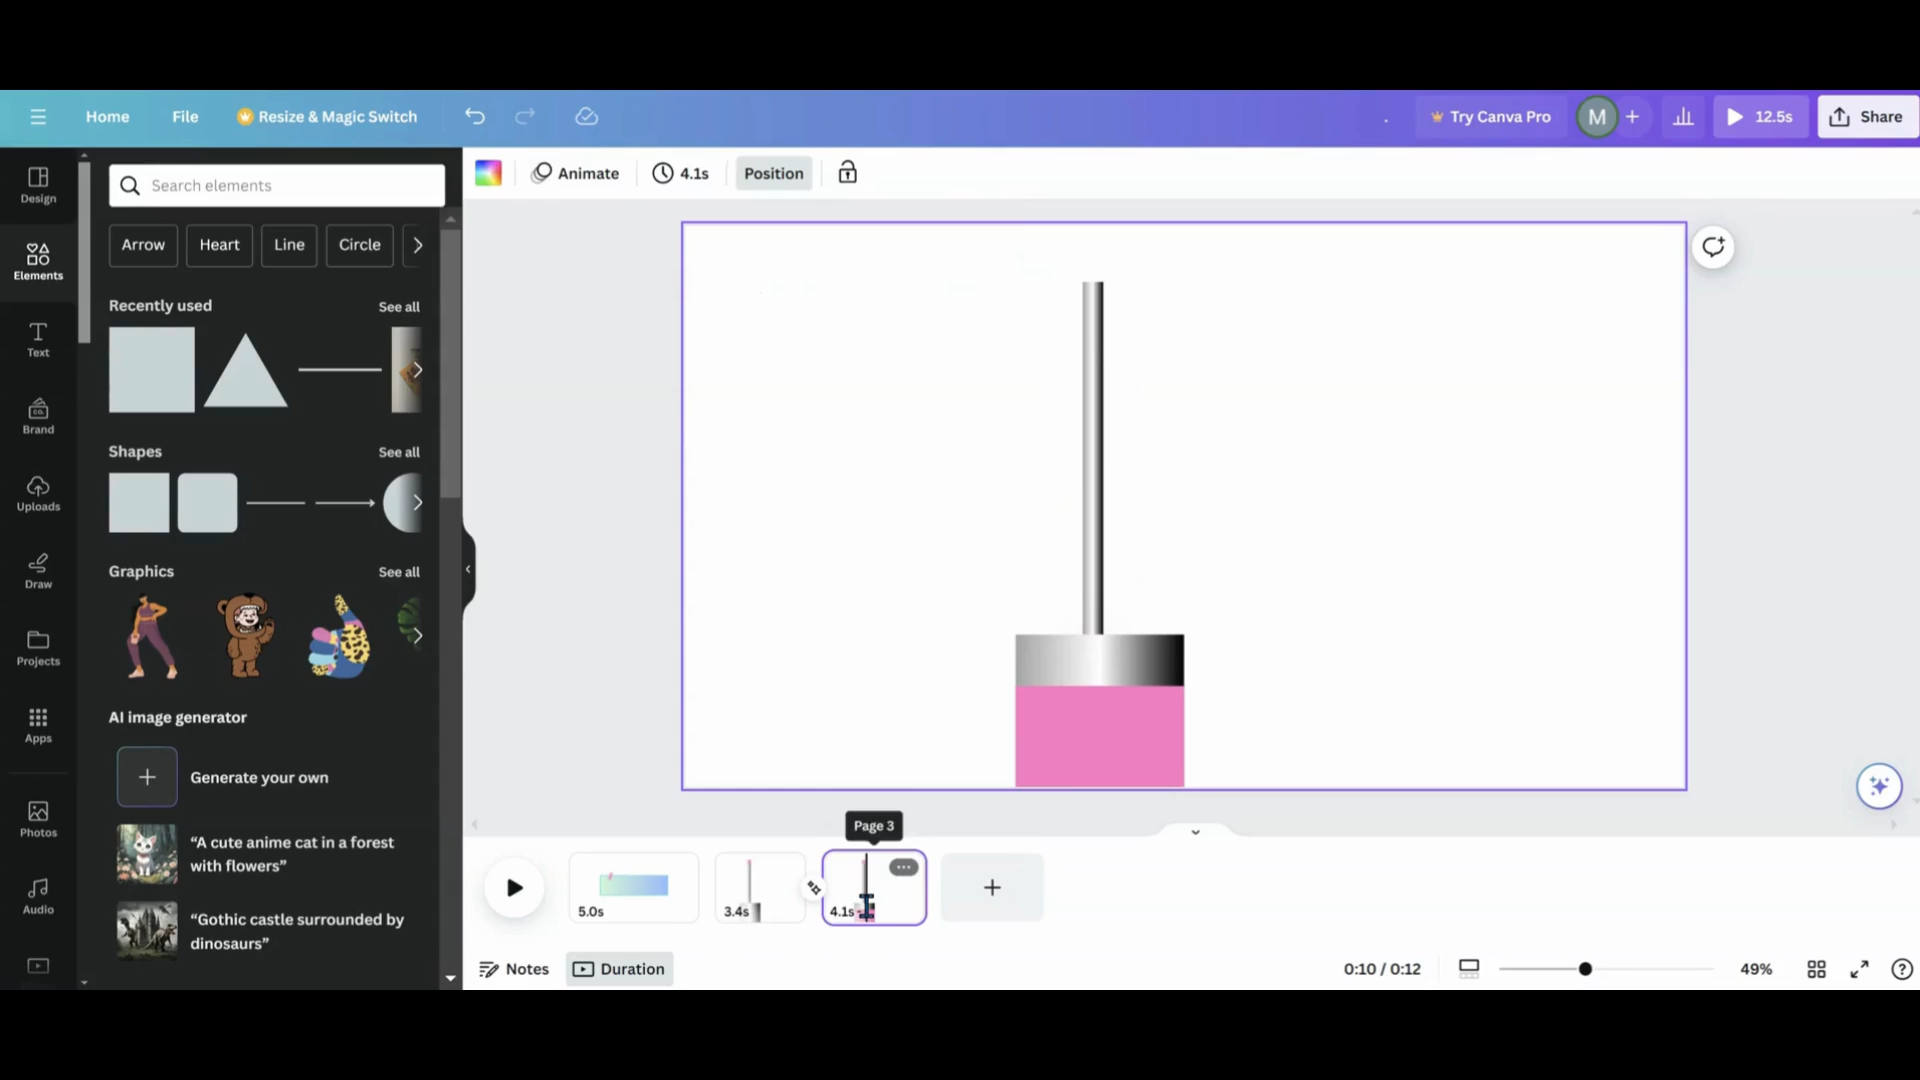 Home File Resize & Magic Switch Try Canva Pro M 12.5s Share
Design
Elements
Text
Brand
Uploads
Draw
Projects
Apps
Photos
Audio
Search elements
Arrow Heart Line Circle
Recently used See all
Shapes See all
Graphics See all
AI image generator
Generate your own
“A cute anime cat in a forest
with flowers”
“Gothic castle surrounded by
dinosaurs”
Animate 4.1s Position
Page 3
5.0s 3.4s 4.1s
Notes Duration 0:10 / 0:12 49%